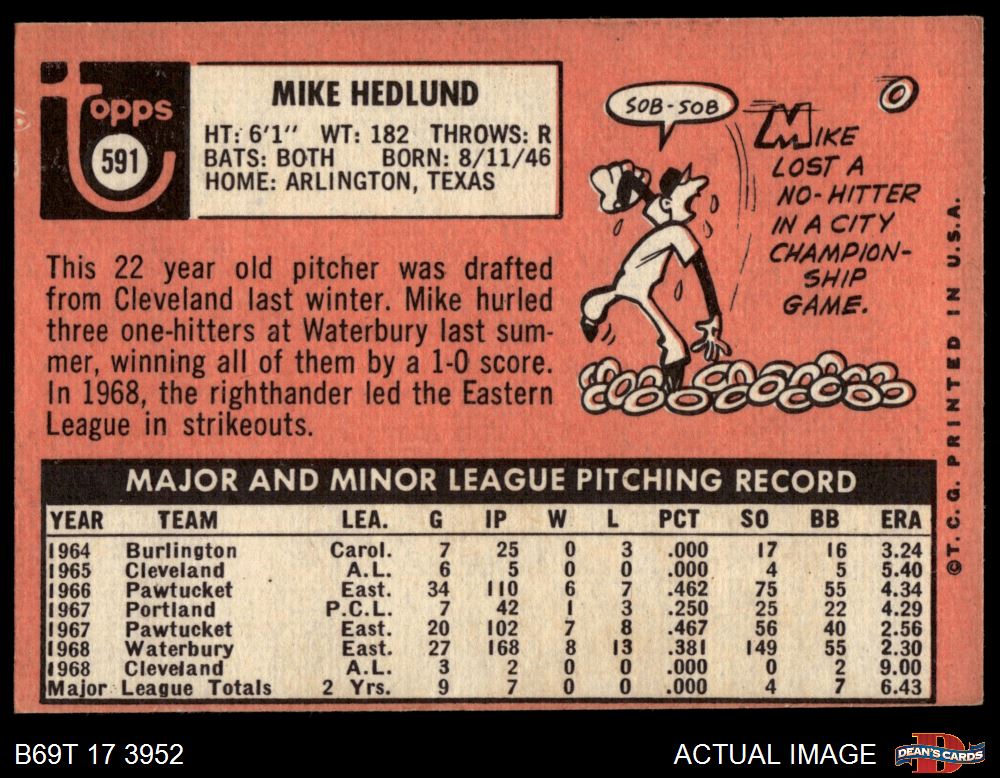 Topps
591
MIKE HEDLUND
HT: 6'1" WT: 182 THROWS: R
BATS: BOTH BORN: 8/11/46
HOME: ARLINGTON, TEXAS
This 22 year old pitcher was drafted
from Cleveland last winter. Mike hurled
three one-hitters at Waterbury last sum-
mer, winning all of them by a 1-0 score.
In 1968, the righthander led the Eastern
League in strikeouts.
SOB-SOB
MIKE
LOST A
NO-HITTER
IN A CITY
CHAMPION-
SHIP
GAME.
©T.C.G. PRINTED IN U.S.A.
MAJOR AND MINOR LEAGUE PITCHING RECORD
YEAR TEAM LEA. G IP W L PCT SO BB ERA
1964 Burlington Carol. 7 25 0 3 .000 17 16 3.24
1965 Cleveland A.L. 6 5 0 0 .000 4 5 5.40
1966 Pawtucket East. 34 110 6 7 .462 75 55 4.34
1967 Portland P.C.L. 7 42 1 3 .250 25 22 4.29
1967 Pawtucket East. 20 102 7 8 .467 56 40 2.56
1968 Waterbury East. 27 168 8 13 .381 149 55 2.30
1968 Cleveland A.L. 3 2 0 0 .000 0 2 9.00
Major League Totals 2 Yrs. 9 7 0 0 .000 4 7 6.43
B69T 17 3952
ACTUAL IMAGE
DEAN'S CARDS